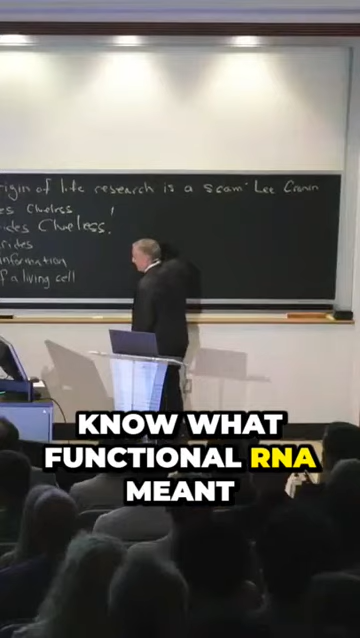 rigin of life research is a scam" Lee Cronin
es Clueless
ides Clueless.
rides
information
f a living cell
KNOW WHAT
FUNCTIONAL RNA
MEANT